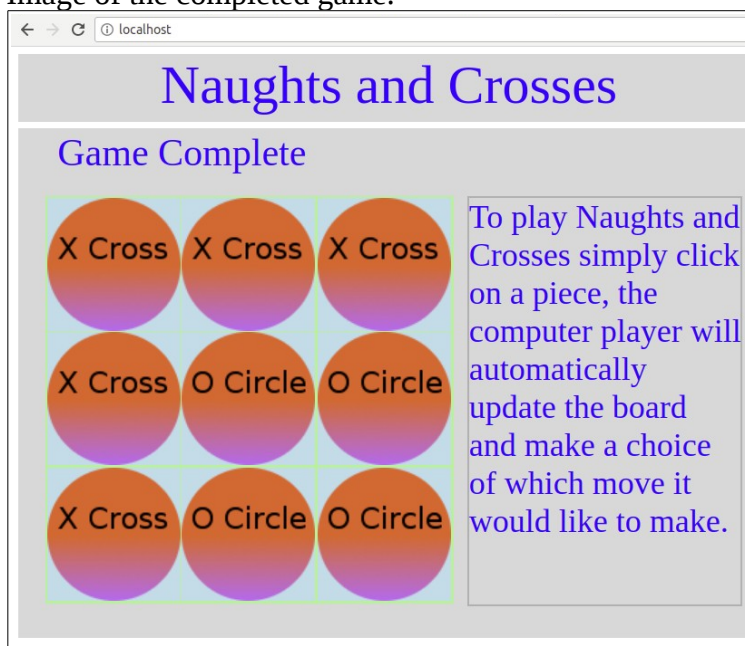 Image of the completed game:
localhost
Naughts and Crosses
Game Complete
X Cross X Cross X Cross
X Cross O Circle O Circle
X Cross O Circle O Circle
To play Naughts and
Crosses simply click
on a piece, the
computer player will
automatically
update the board
and make a choice
of which move it
would like to make.